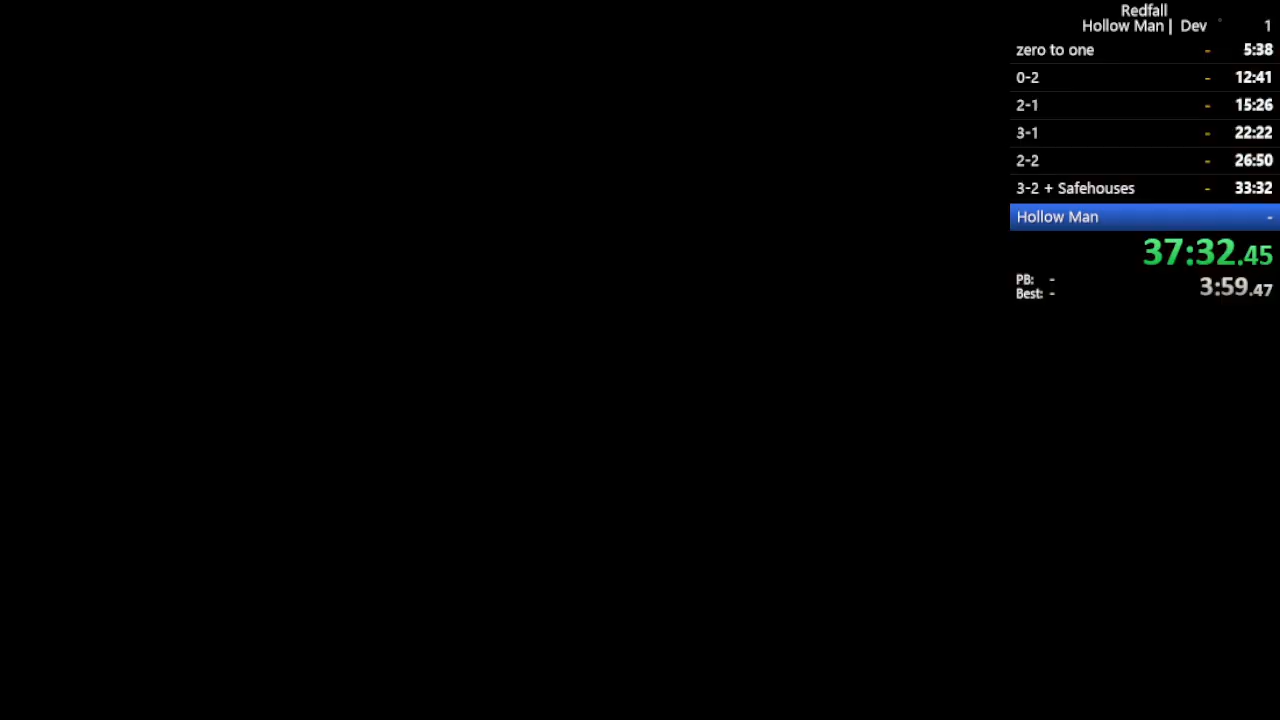 Redfall
Hollow Man | Dev 1
zero to one - 5:38
0-2 - 12:41
2-1 - 15:26
3-1 - 22:22
2-2 - 26:50
3-2 + Safehouses - 33:32
Hollow Man -
37:32.45
PB: -
Best: - 3:59.47